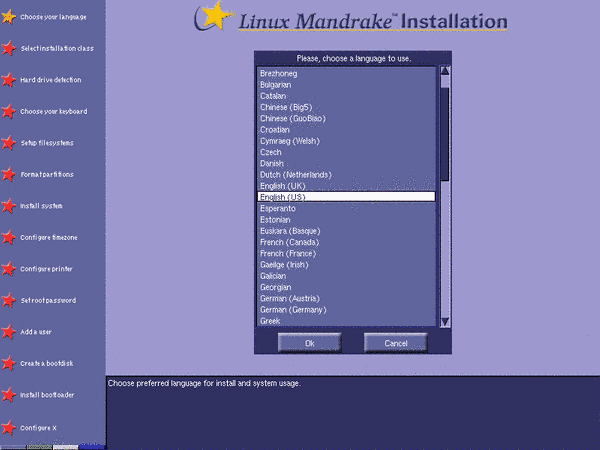 Linux Mandrake™ Installation
Choose your language
Select installation class
Hard drive detection
Choose your keyboard
Setup filesystems
Format partitions
Install system
Configure timezone
Configure printer
Set root password
Add a user
Create a bootdisk
Install bootloader
Configure X
Please, choose a language to use.
Brezhoneg
Bulgarian
Catalan
Chinese (Big5)
Chinese (GuoBiao)
Croatian
Cymraeg (Welsh)
Czech
Danish
Dutch (Netherlands)
English (UK)
English (US)
Esperanto
Estonian
Euskara (Basque)
French (Canada)
French (France)
Gaeilge (Irish)
Galician
Georgian
German (Austria)
German (Germany)
Greek
Ok
Cancel
Choose preferred language for install and system usage.